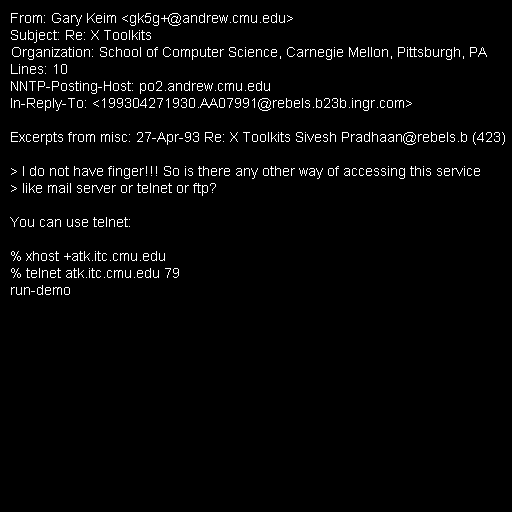 From: Gary Keim <gk5g+@andrew.cmu.edu>
Subject: Re: X Toolkits
Organization: School of Computer Science, Carnegie Mellon, Pittsburgh, PA
Lines: 10
NNTP-Posting-Host: po2.andrew.cmu.edu
In-Reply-To: <199304271930.AA07991@rebels.b23b.ingr.com>
Excerpts from misc: 27-Apr-93 Re: X Toolkits Sivesh Pradhaan@rebels.b (423)
> I do not have finger!!! So is there any other way of accessing this service
> like mail server or telnet or ftp?
You can use telnet:
% xhost +atk.itc.cmu.edu
% telnet atk.itc.cmu.edu 79
run-demo